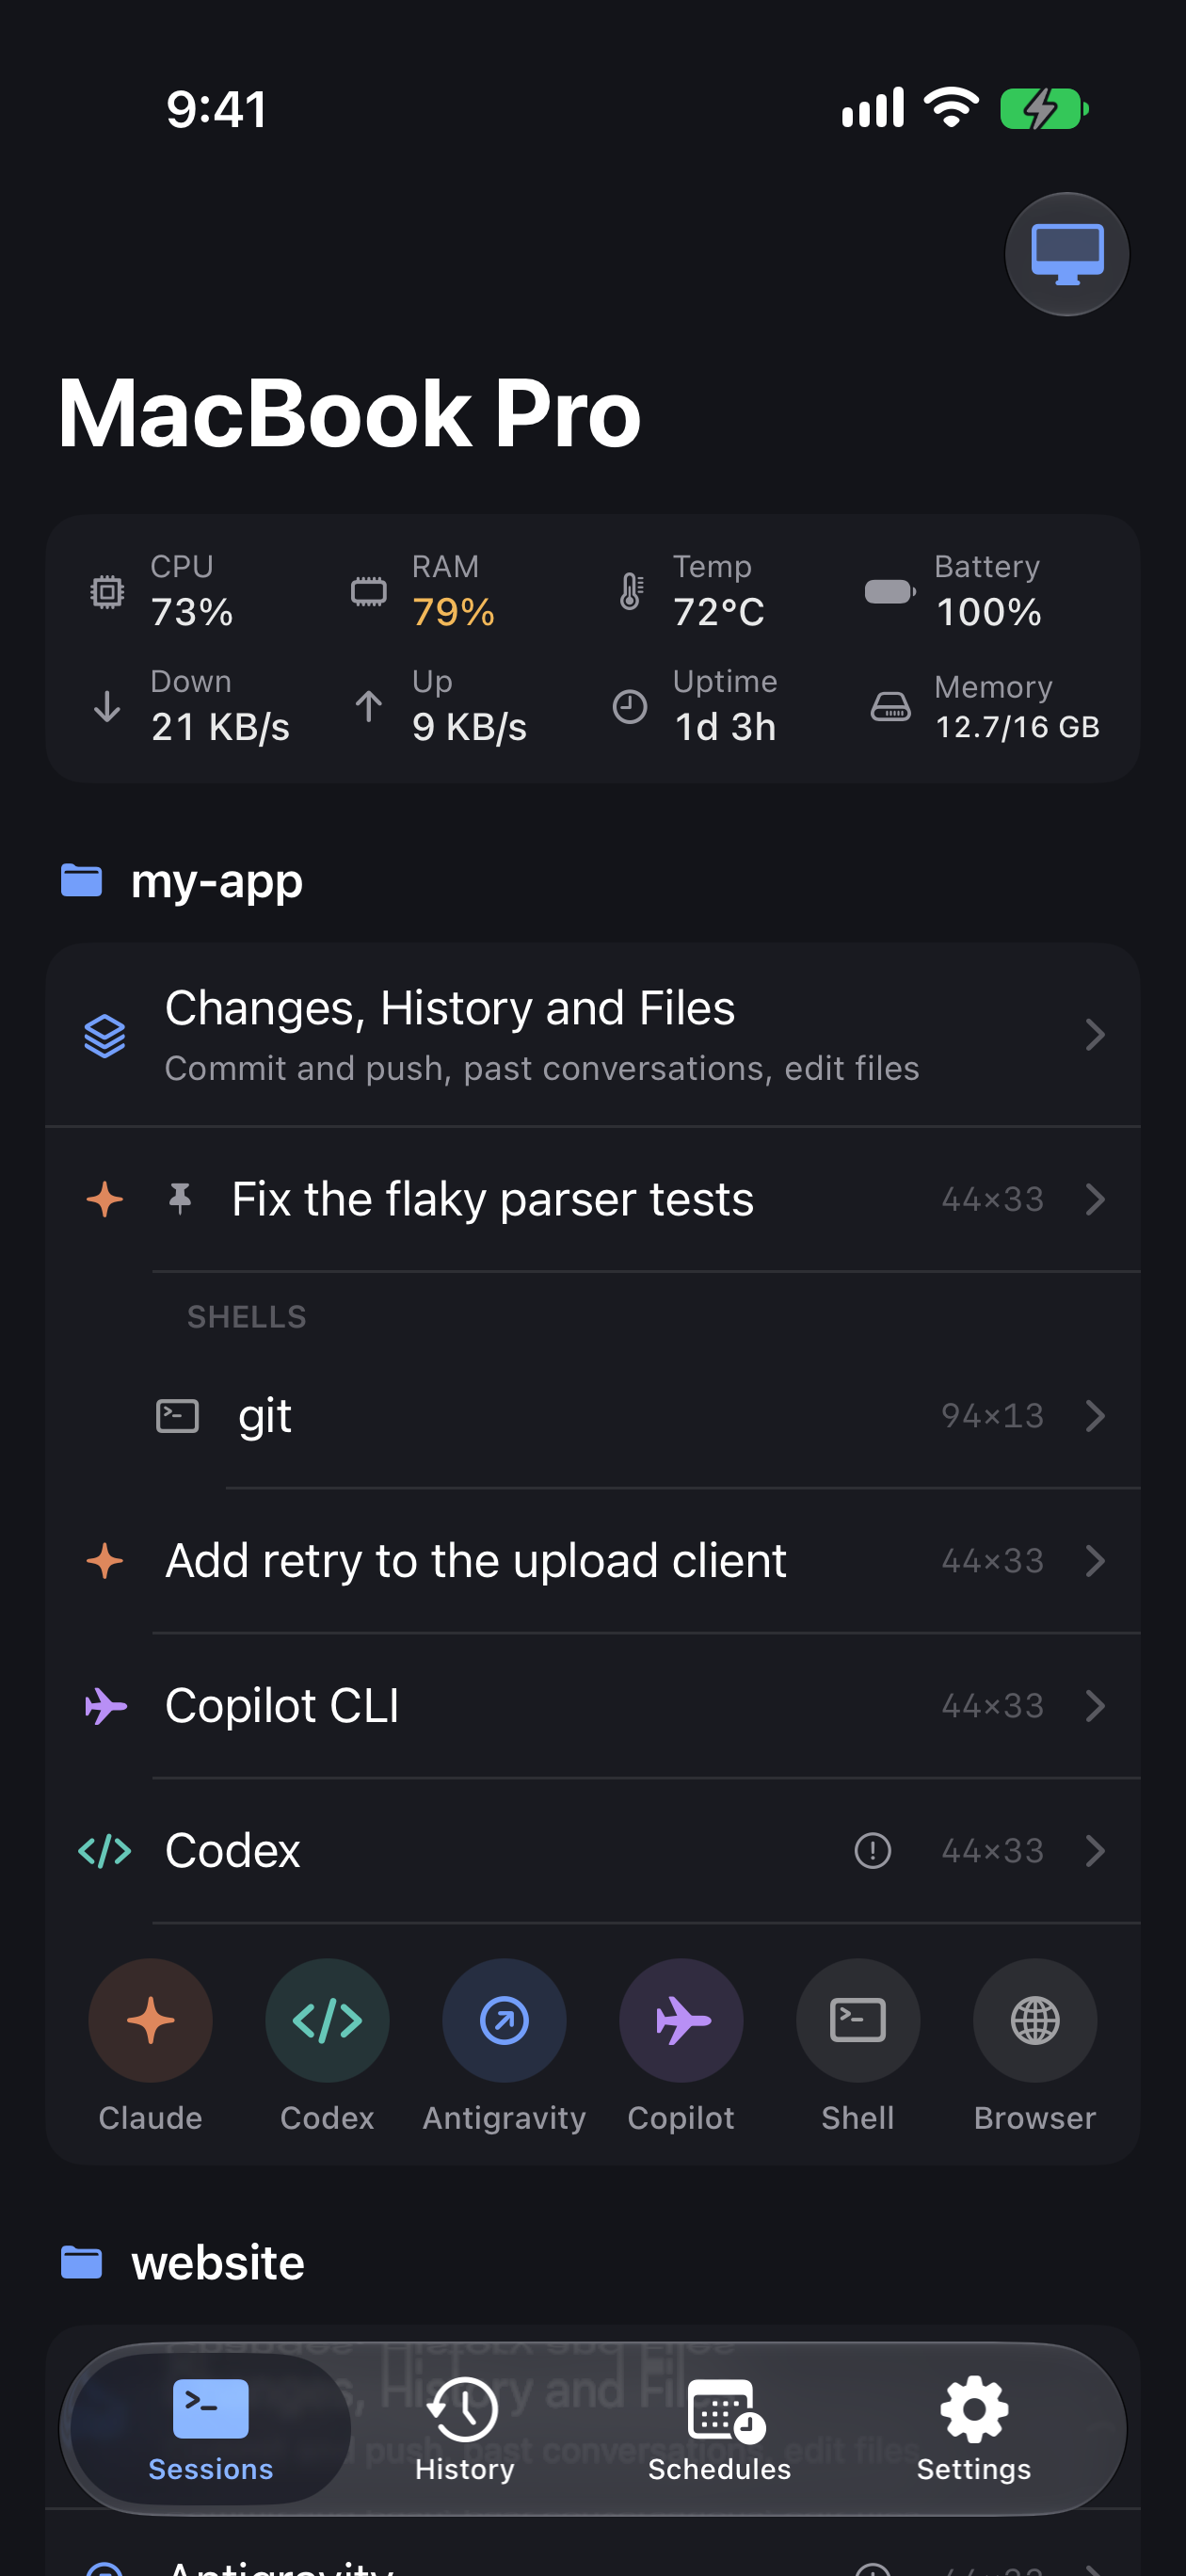 9:41
MacBook Pro
CPU
73%
RAM
79%
Temp
72°C
Battery
100%
Down
21 KB/s
Up
9 KB/s
Uptime
1d 3h
Memory
12.7/16 GB
my-app
Changes, History and Files
Commit and push, past conversations, edit files
Fix the flaky parser tests
44×33
SHELLS
git
94×13
Add retry to the upload client
44×33
Copilot CLI
44×33
Codex
44×33
Claude
Codex
Antigravity
Copilot
Shell
Browser
website
Sessions
History
Schedules
Settings
Antigravity
44×33